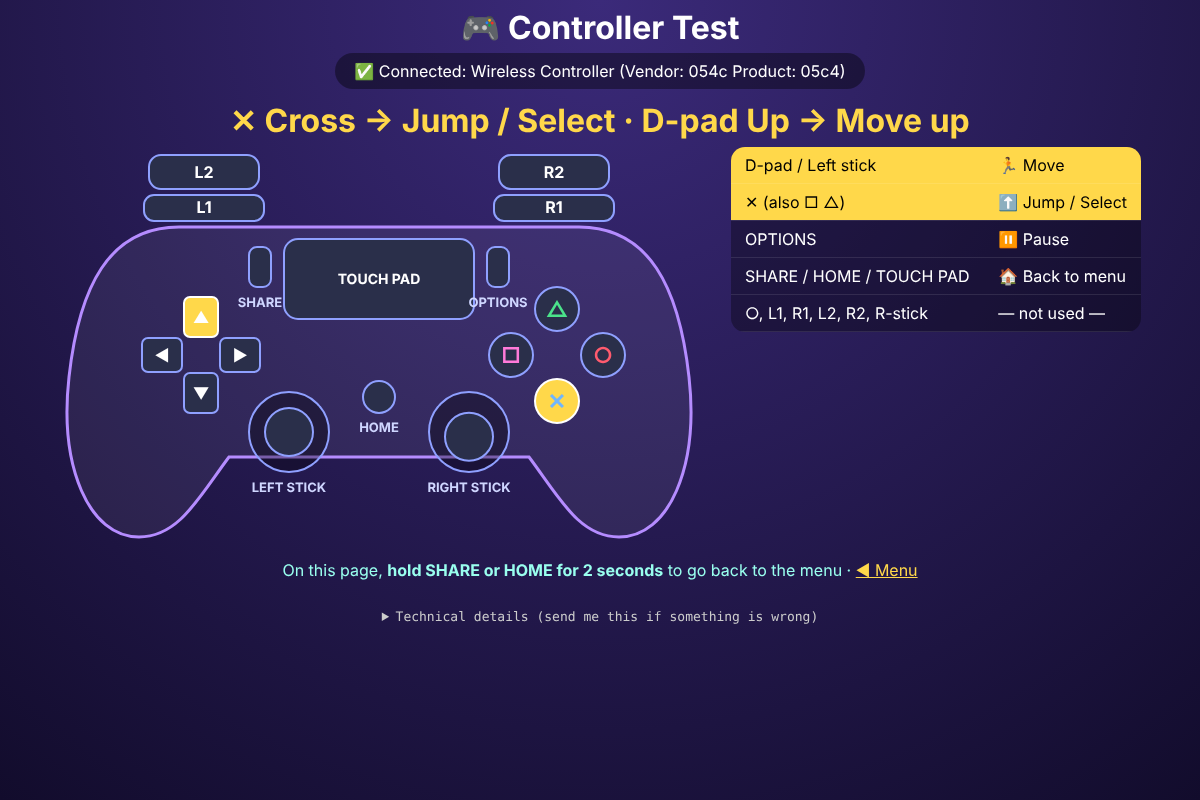 🎮 Controller Test
✅ Connected: Wireless Controller (Vendor: 054c Product: 05c4)
✕ Cross → Jump / Select · D-pad Up → Move up
L2
R2
L1
R1
TOUCH PAD
SHARE
OPTIONS
HOME
LEFT STICK
RIGHT STICK
D-pad / Left stick 🏃 Move
✕ (also □ △) ⬆️ Jump / Select
OPTIONS ⏸️ Pause
SHARE / HOME / TOUCH PAD 🏠 Back to menu
○, L1, R1, L2, R2, R-stick — not used —
On this page, hold SHARE or HOME for 2 seconds to go back to the menu · ◀ Menu
▶ Technical details (send me this if something is wrong)